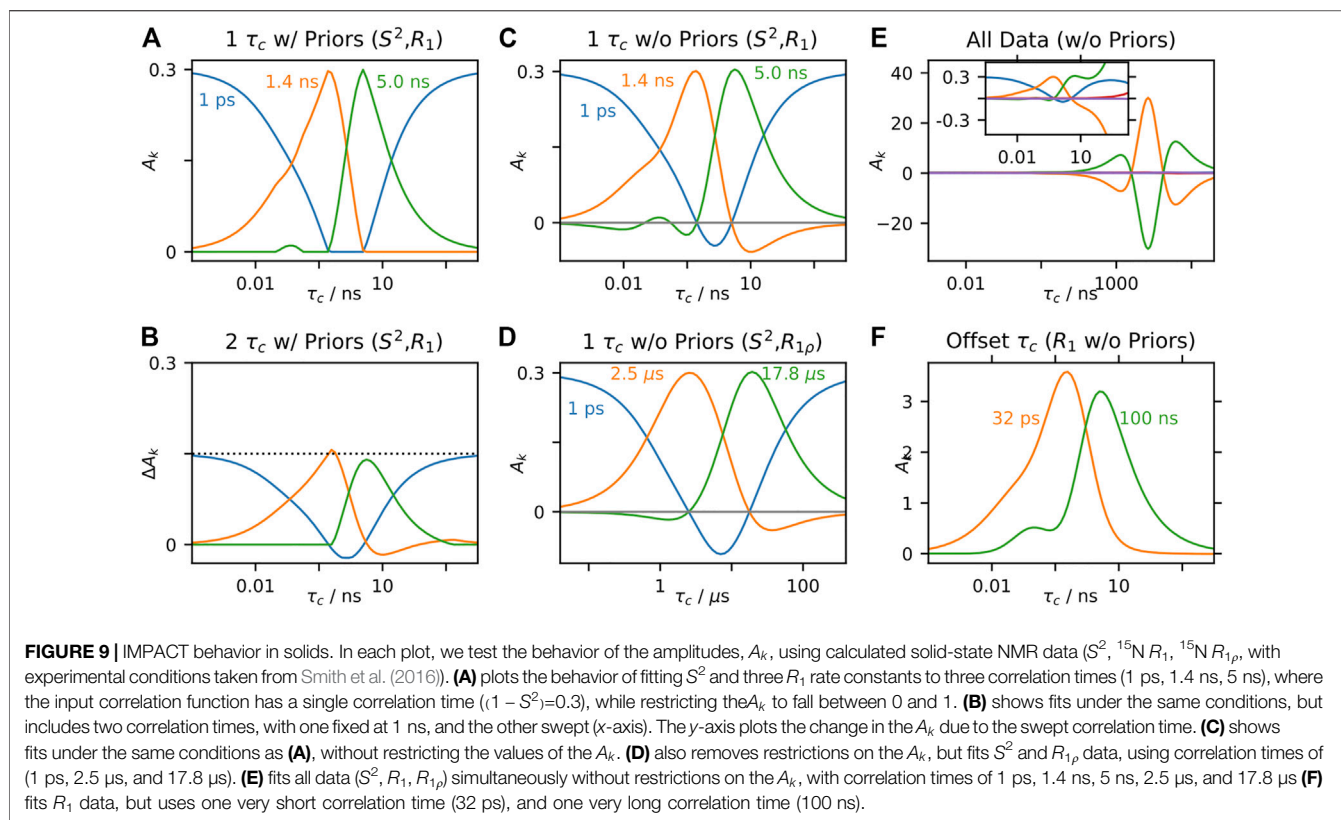 A
1 τc w/ Priors (S²,R₁)
0.3
1.4 ns
5.0 ns
1 ps
Ak
0
0.01
10
τc / ns
C
1 τc w/o Priors (S²,R₁)
0.3
1.4 ns
5.0 ns
1 ps
Ak
0
0.01
10
τc / ns
E
All Data (w/o Priors)
40
0.3
-0.3
0.01
10
20
0
−20
Ak
0.01
1000
τc / ns
B
2 τc w/ Priors (S²,R₁)
0.3
ΔAk
0
0.01
10
τc / ns
D
1 τc w/o Priors (S²,R₁ρ)
0.3
2.5 μs
17.8 μs
1 ps
Ak
0
1
100
τc / μs
F
Offset τc (R₁ w/o Priors)
3
32 ps
100 ns
2
Ak
1
0
0.01
10
τc / ns
FIGURE 9 | IMPACT behavior in solids. In each plot, we test the behavior of the amplitudes, Ak, using calculated solid-state NMR data (S², ¹⁵N R₁, ¹⁵N R₁ρ, with
experimental conditions taken from Smith et al. (2016)). (A) plots the behavior of fitting S² and three R₁ rate constants to three correlation times (1 ps, 1.4 ns, 5 ns), where
the input correlation function has a single correlation time ((1 − S²)=0.3), while restricting theAk to fall between 0 and 1. (B) shows fits under the same conditions, but
includes two correlation times, with one fixed at 1 ns, and the other swept (x-axis). The y-axis plots the change in the Ak due to the swept correlation time. (C) shows
fits under the same conditions as (A), without restricting the values of the Ak. (D) also removes restrictions on the Ak, but fits S² and R₁ρ data, using correlation times of
(1 ps, 2.5 μs, and 17.8 μs). (E) fits all data (S², R₁, R₁ρ) simultaneously without restrictions on the Ak, with correlation times of 1 ps, 1.4 ns, 5 ns, 2.5 μs, and 17.8 μs (F)
fits R₁ data, but uses one very short correlation time (32 ps), and one very long correlation time (100 ns).